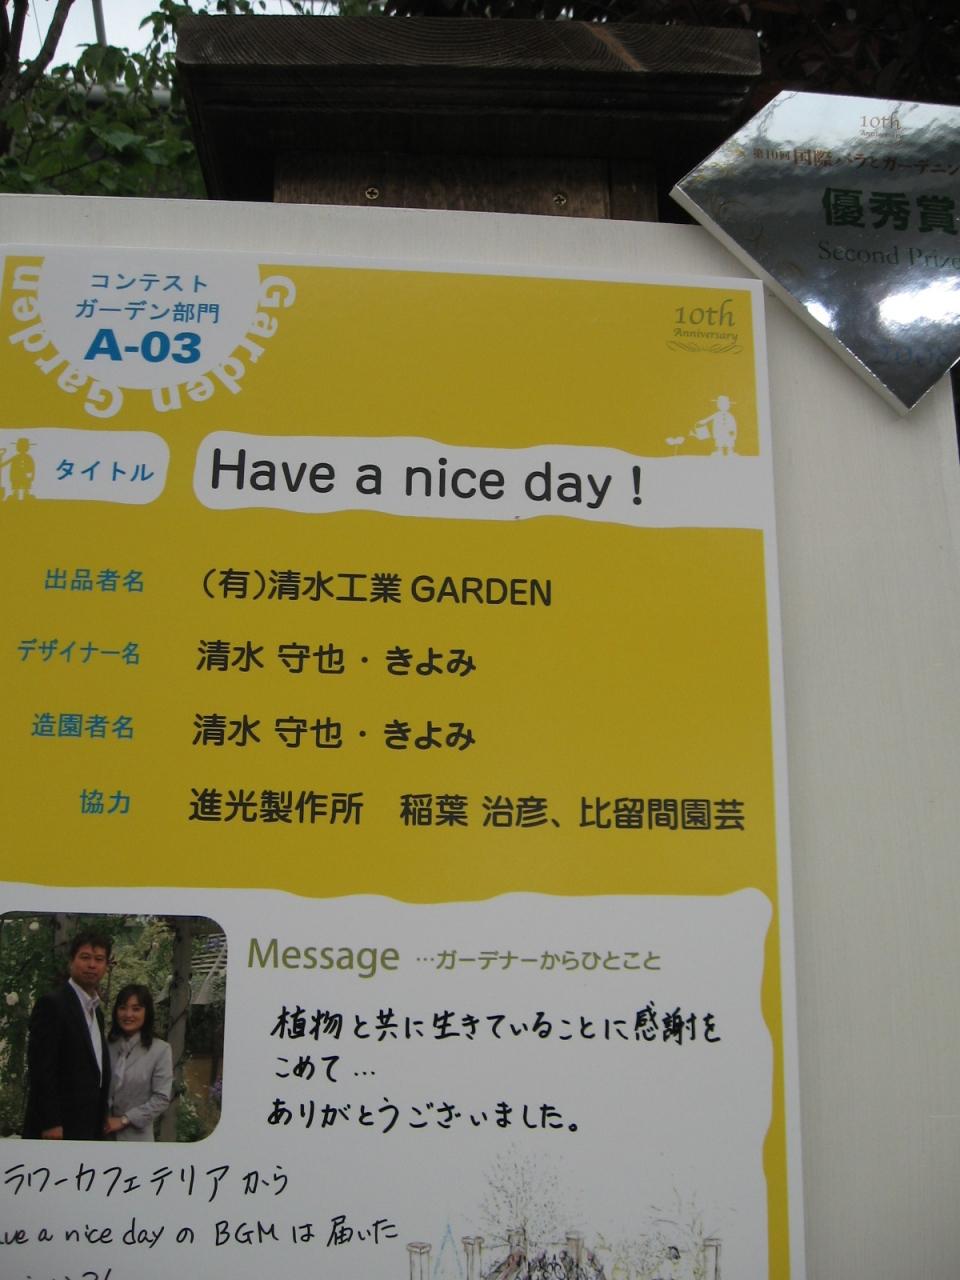 10th
Anniversary
第10回 国際バラとガーデニン
優秀賞
Second Prize
コンテスト
ガーデン部門
A-03
Garden Garden
10th
Anniversary
タイトル Have a nice day !
出品者名 (有)清水工業 GARDEN
デザイナー名 清水 守也・きよみ
造園者名 清水 守也・きよみ
協力 進光製作所 稲葉 治彦、比留間園芸
Message …ガーデナーからひとこと
植物と共に生きていることに感謝を
こめて…
ありがとうございました。
ラワーカフェテリアから
ave a nice day の BGM は届いた